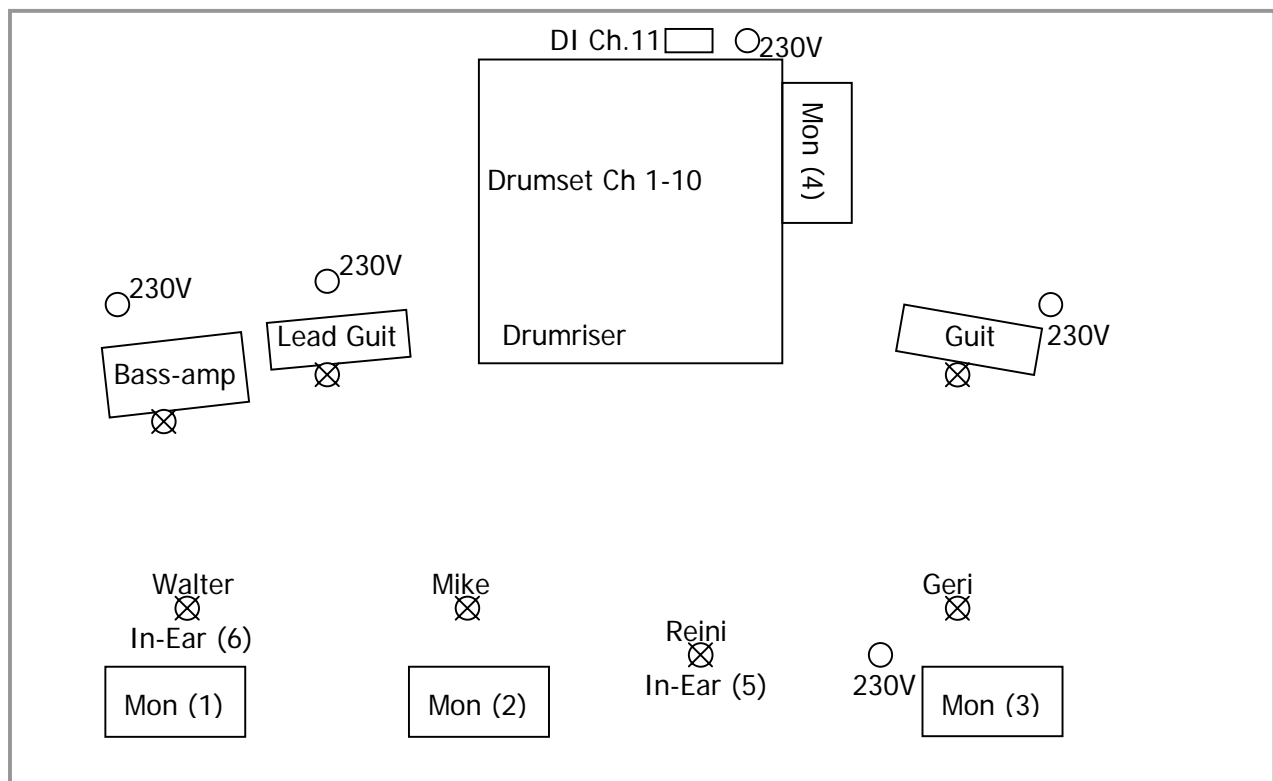 DI Ch.11
230V
Mon (4)
Drumset Ch 1-10
230V
230V
Lead Guit
Drumriser
Guit
230V
Bass-amp
Walter
Mike
Geri
In-Ear (6)
Reini
In-Ear (5)
230V
Mon (1)
Mon (2)
Mon (3)